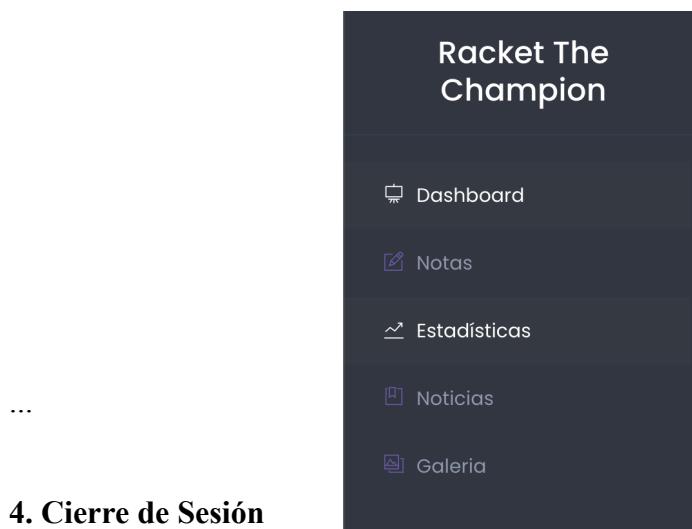 Racket The
Champion
Dashboard
Notas
Estadísticas
Noticias
Galeria
...
4. Cierre de Sesión